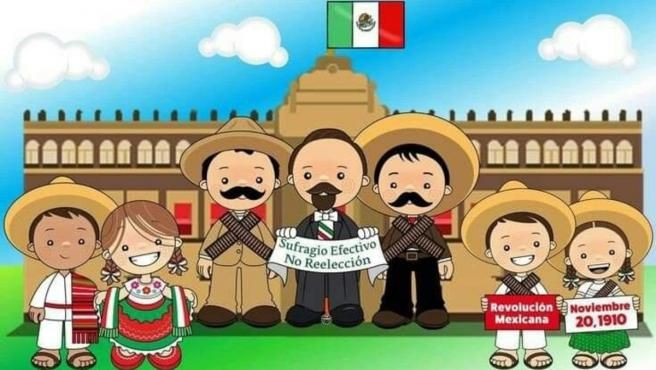 Sufragio Efectivo
No Reelección
Revolución
Mexicana
Noviembre
20, 1910